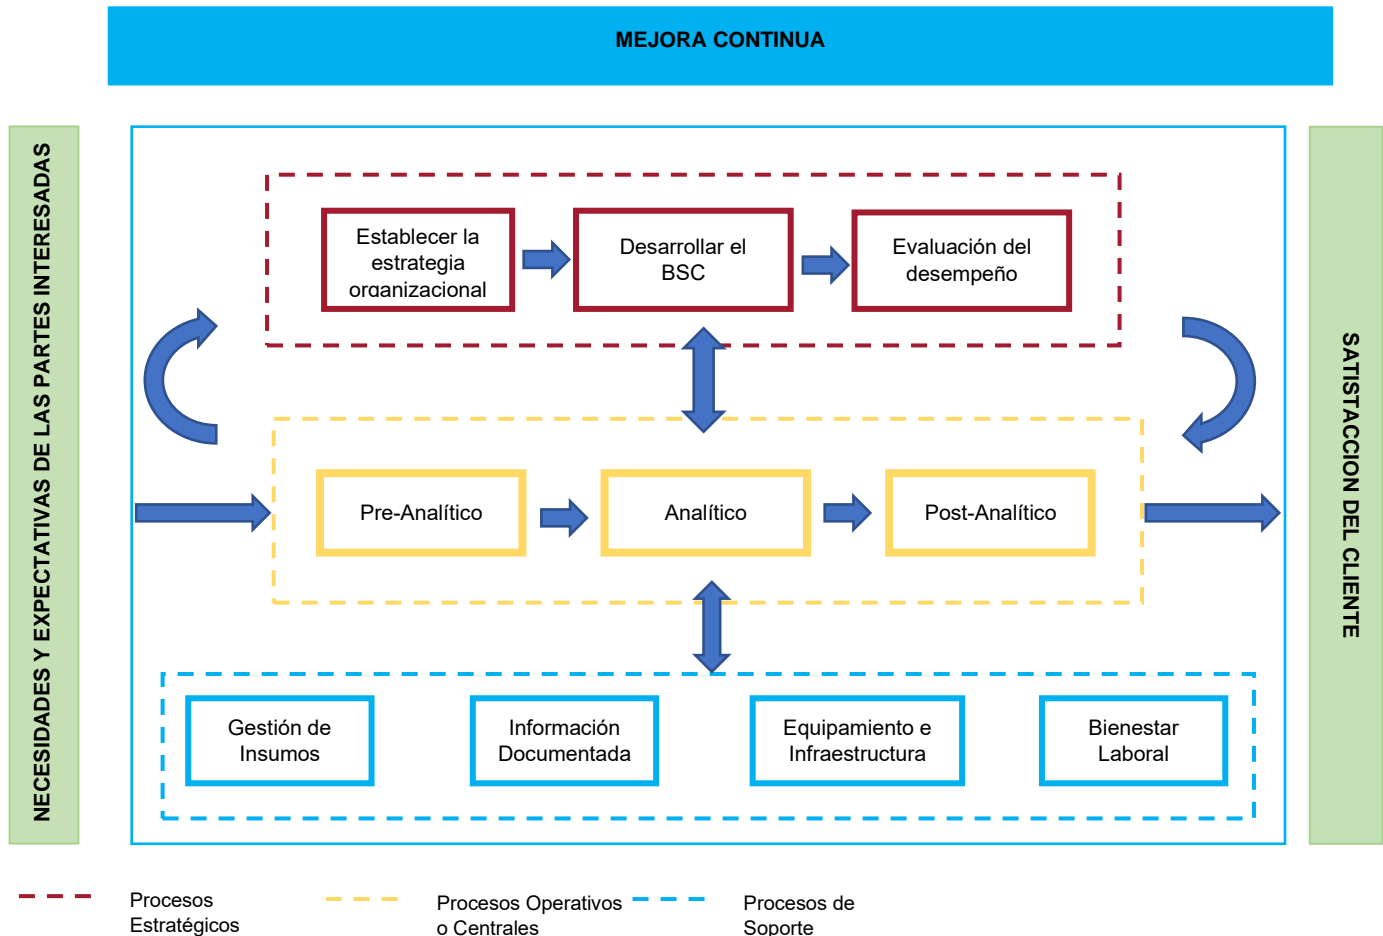 MEJORA CONTINUA
NECESIDADES Y EXPECTATIVAS DE LAS PARTES INTERESADAS
Establecer la
estrategia
organizacional
Desarrollar el
BSC
Evaluación del
desempeño
Pre-Analítico
Analítico
Post-Analítico
Gestión de
Insumos
Información
Documentada
Equipamiento e
Infraestructura
Bienestar
Laboral
SATISTACCION DEL CLIENTE
Procesos
Estratégicos
Procesos Operativos
o Centrales
Procesos de
Soporte